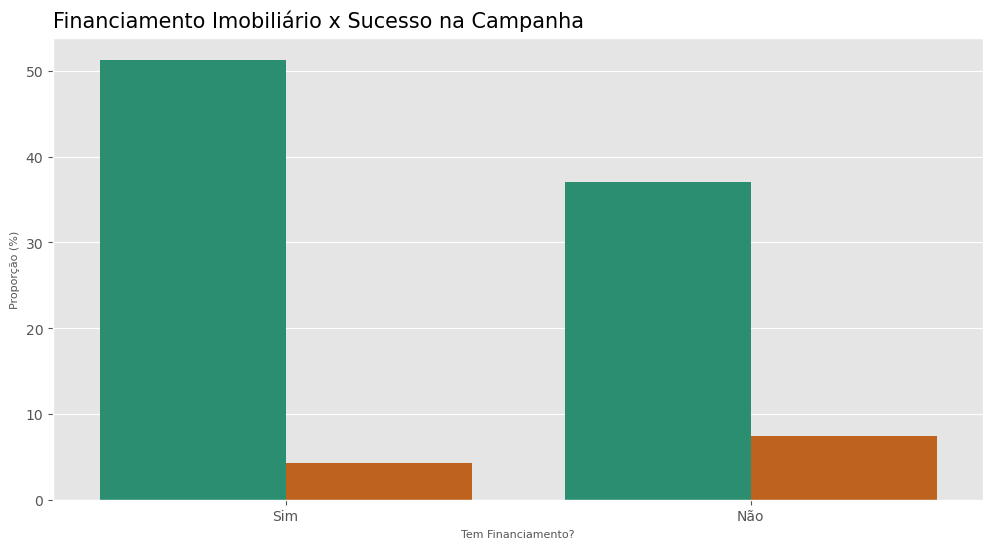 Financiamento Imobiliário x Sucesso na Campanha
50
40
30
20
10
0
Proporção (%)
Sim
Não
Tem Financiamento?